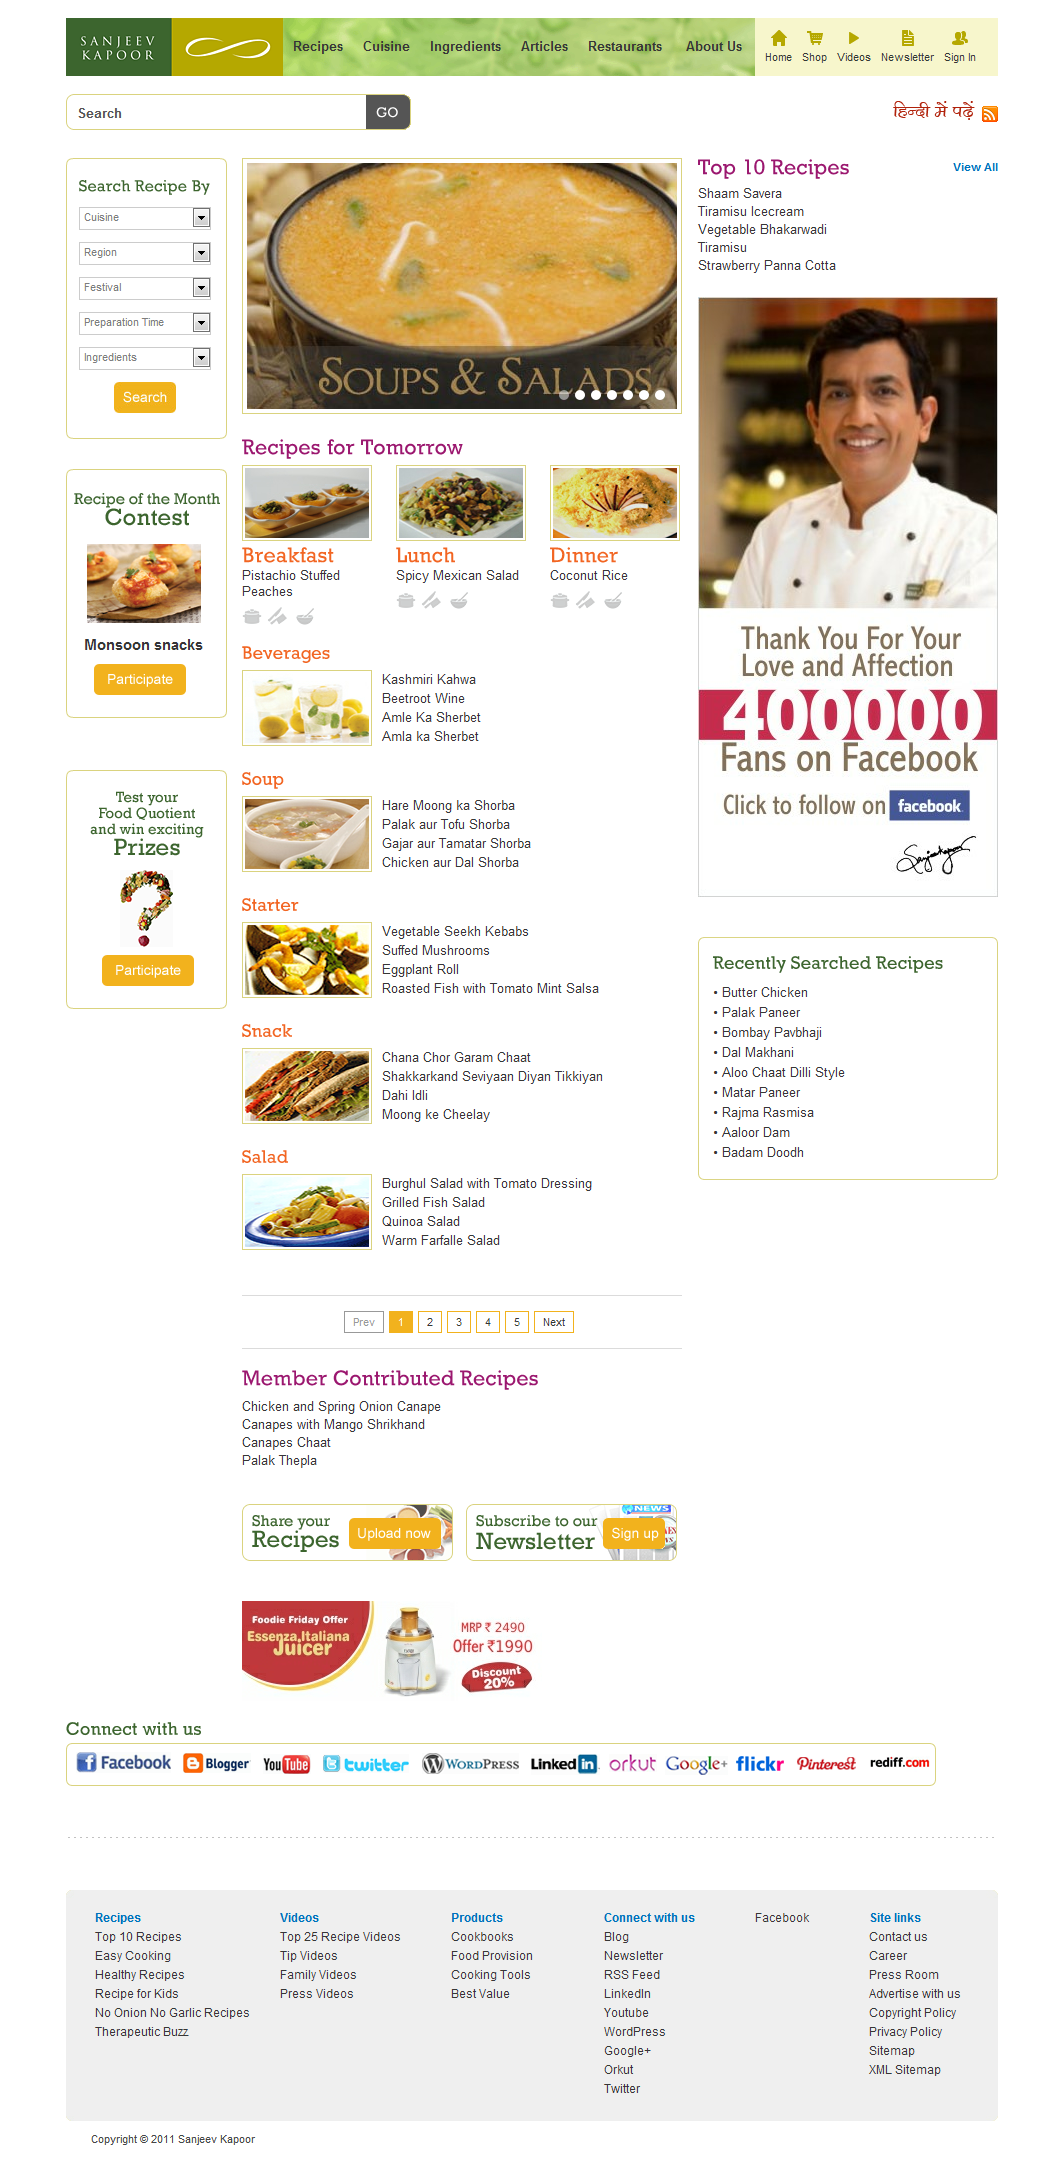 SANJEEV
KAPOOR
Recipes Cuisine Ingredients Articles Restaurants About Us
Home Shop Videos Newsletter Sign In
Search GO
हिन्दी में पढ़ें
Search Recipe By
Cuisine
Region
Festival
Preparation Time
Ingredients
Search
Recipe of the Month
Contest
Monsoon snacks
Participate
Test your
Food Quotient
and win exciting
Prizes
Participate
SOUPS & SALADS
Recipes for Tomorrow
Breakfast
Pistachio Stuffed
Peaches
Lunch
Spicy Mexican Salad
Dinner
Coconut Rice
Beverages
Kashmiri Kahwa
Beetroot Wine
Amle Ka Sherbet
Amla ka Sherbet
Soup
Hare Moong ka Shorba
Palak aur Tofu Shorba
Gajar aur Tamatar Shorba
Chicken aur Dal Shorba
Starter
Vegetable Seekh Kebabs
Suffed Mushrooms
Eggplant Roll
Roasted Fish with Tomato Mint Salsa
Snack
Chana Chor Garam Chaat
Shakkarkand Seviyaan Diyan Tikkiyan
Dahi Idli
Moong ke Cheelay
Salad
Burghul Salad with Tomato Dressing
Grilled Fish Salad
Quinoa Salad
Warm Farfalle Salad
Prev 1 2 3 4 5 Next
Member Contributed Recipes
Chicken and Spring Onion Canape
Canapes with Mango Shrikhand
Canapes Chaat
Palak Thepla
Share your
Recipes
Upload now
Subscribe to our
Newsletter
NEWS
Sign up
Foodie Friday Offer
Essenza Italiana
Juicer
MRP ₹ 2490
Offer ₹1990
Discount
20%
Top 10 Recipes View All
Shaam Savera
Tiramisu Icecream
Vegetable Bhakarwadi
Tiramisu
Strawberry Panna Cotta
Thank You For Your
Love and Affection
400000
Fans on Facebook
Click to follow on facebook
Sanjeev Kapoor
Recently Searched Recipes
• Butter Chicken
• Palak Paneer
• Bombay Pavbhaji
• Dal Makhani
• Aloo Chaat Dilli Style
• Matar Paneer
• Rajma Rasmisa
• Aaloor Dam
• Badam Doodh
Connect with us
Facebook Blogger YouTube twitter WORDPRESS Linked in orkut Google+ flickr Pinterest rediff.com
Recipes
Top 10 Recipes
Easy Cooking
Healthy Recipes
Recipe for Kids
No Onion No Garlic Recipes
Therapeutic Buzz
Videos
Top 25 Recipe Videos
Tip Videos
Family Videos
Press Videos
Products
Cookbooks
Food Provision
Cooking Tools
Best Value
Connect with us
Blog
Newsletter
RSS Feed
LinkedIn
Youtube
WordPress
Google+
Orkut
Twitter
Facebook
Site links
Contact us
Career
Press Room
Advertise with us
Copyright Policy
Privacy Policy
Sitemap
XML Sitemap
Copyright © 2011 Sanjeev Kapoor